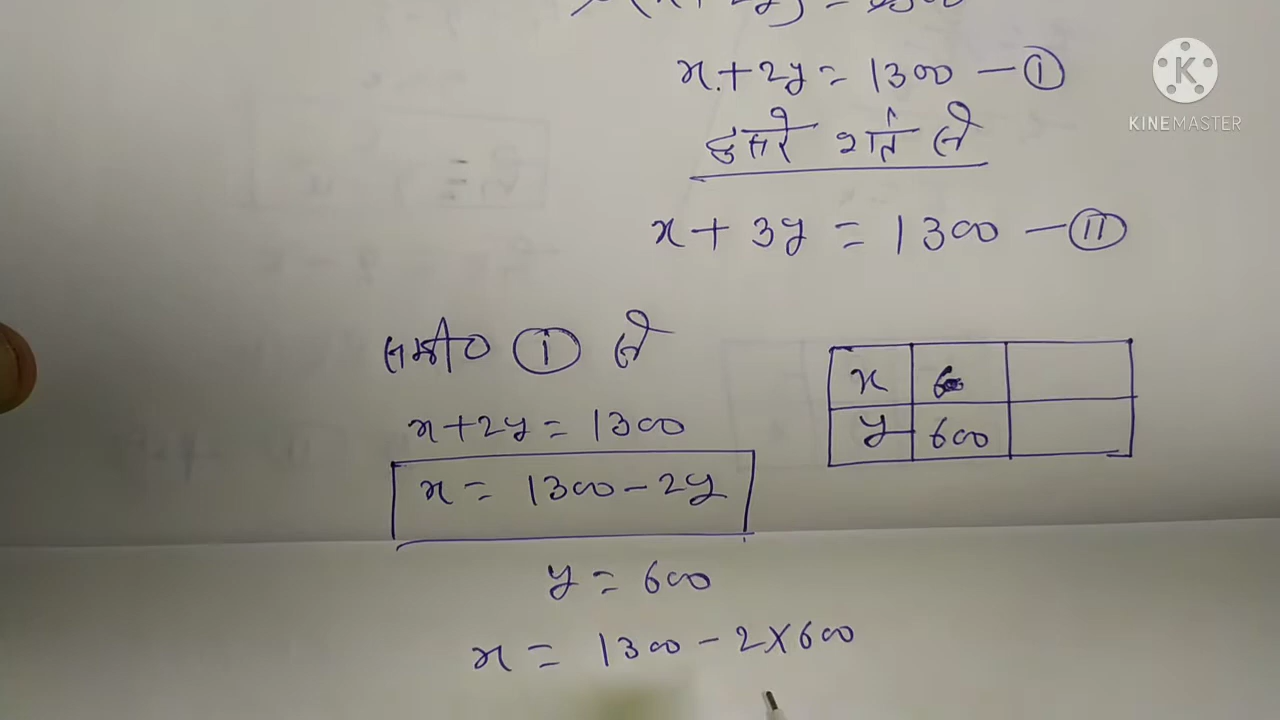 x + 2y = 1300 — I
दुसरे शर्त से
x + 3y = 1300 — II
समी० I से
x + 2y = 1300
x = 1300 - 2y
x 
y 600
y = 600
x = 1300 - 2 × 600
KINEMASTER